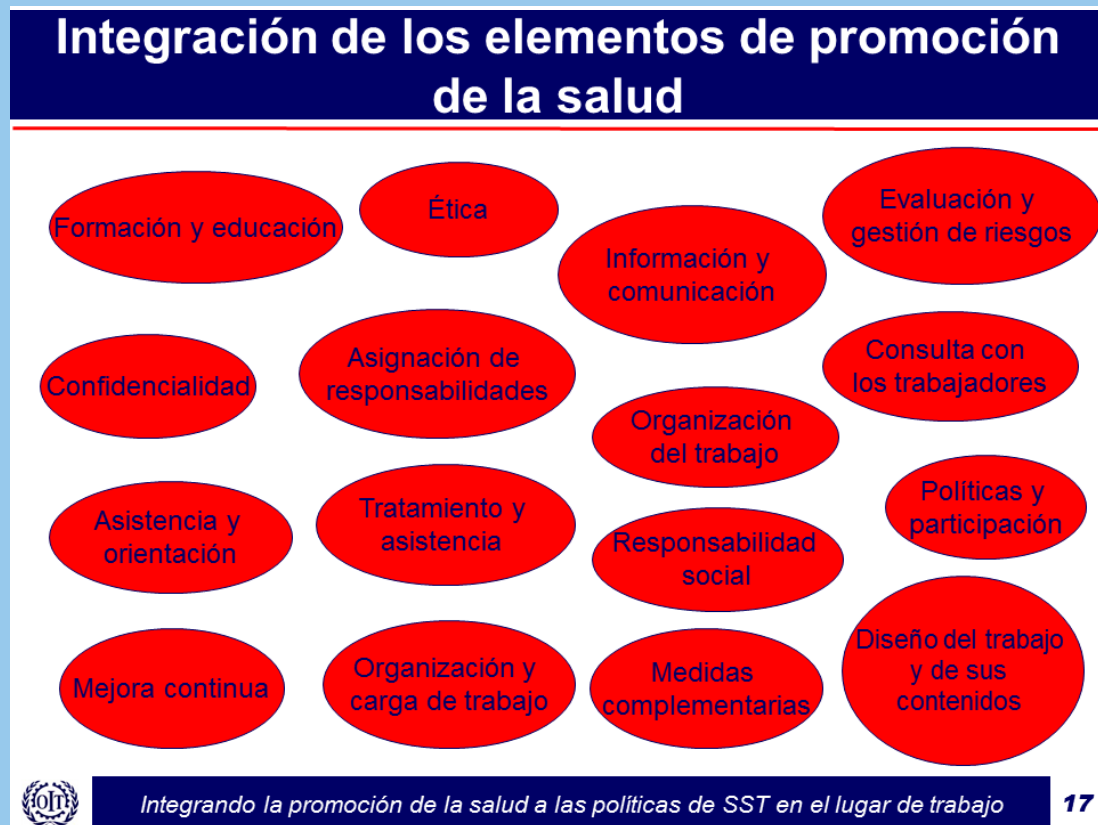 Integración de los elementos de promoción
de la salud
Formación y educación
Ética
Información y
comunicación
Evaluación y
gestión de riesgos
Confidencialidad
Asignación de
responsabilidades
Organización
del trabajo
Consulta con
los trabajadores
Asistencia y
orientación
Tratamiento y
asistencia
Responsabilidad
social
Políticas y
participación
Mejora continua
Organización y
carga de trabajo
Medidas
complementarias
Diseño del trabajo
y de sus
contenidos
OIT
Integrando la promoción de la salud a las políticas de SST en el lugar de trabajo
17